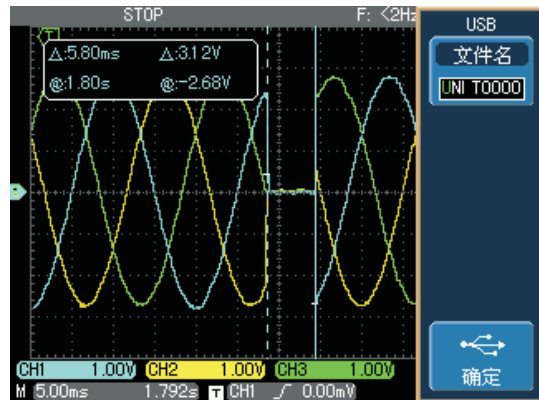 STOP F: <2Hz
USB
文件名
UNI T0000
T
Δ:5.80ms Δ:3.12V
@:1.80s @:-2.68V
CH1 1.00V CH2 1.00V CH3 1.00V
M 5.00ms 1.792s T CH1 0.00mV
确定